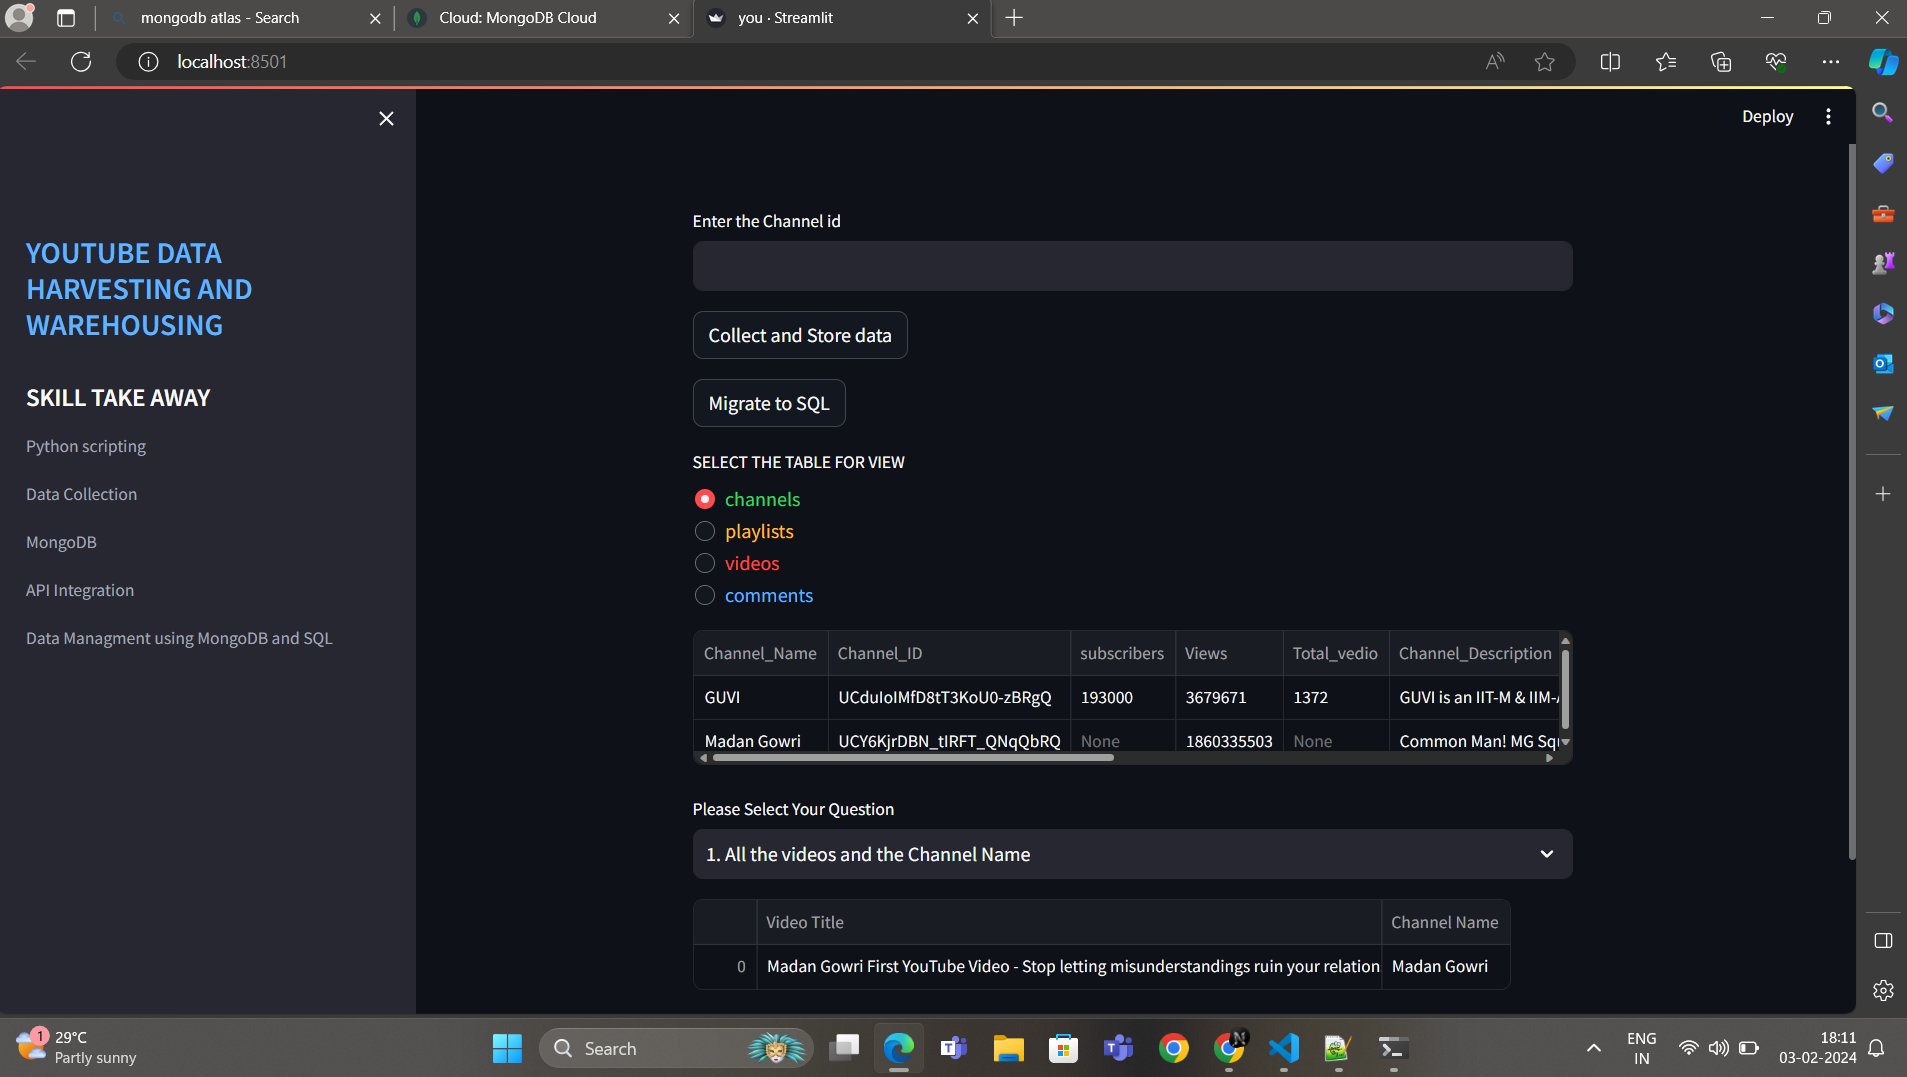 mongodb atlas - Search
Cloud: MongoDB Cloud
you · Streamlit
localhost:8501
Deploy
YOUTUBE DATA
HARVESTING AND
WAREHOUSING
SKILL TAKE AWAY
Python scripting
Data Collection
MongoDB
API Integration
Data Managment using MongoDB and SQL
Enter the Channel id
Collect and Store data
Migrate to SQL
SELECT THE TABLE FOR VIEW
channels
playlists
videos
comments
Channel_Name Channel_ID subscribers Views Total_vedio Channel_Description
GUVI UCduIoIMfD8tT3KoU0-zBRgQ 193000 3679671 1372 GUVI is an IIT-M & IIM-
Madan Gowri UCY6KjrDBN_tIRFT_QNqQbRQ None 1860335503 None Common Man! MG Squ
Please Select Your Question
1. All the videos and the Channel Name
Video Title Channel Name
0 Madan Gowri First YouTube Video - Stop letting misunderstandings ruin your relation Madan Gowri
1
29°C
Partly sunny
Search
N
ENG
IN
18:11
03-02-2024